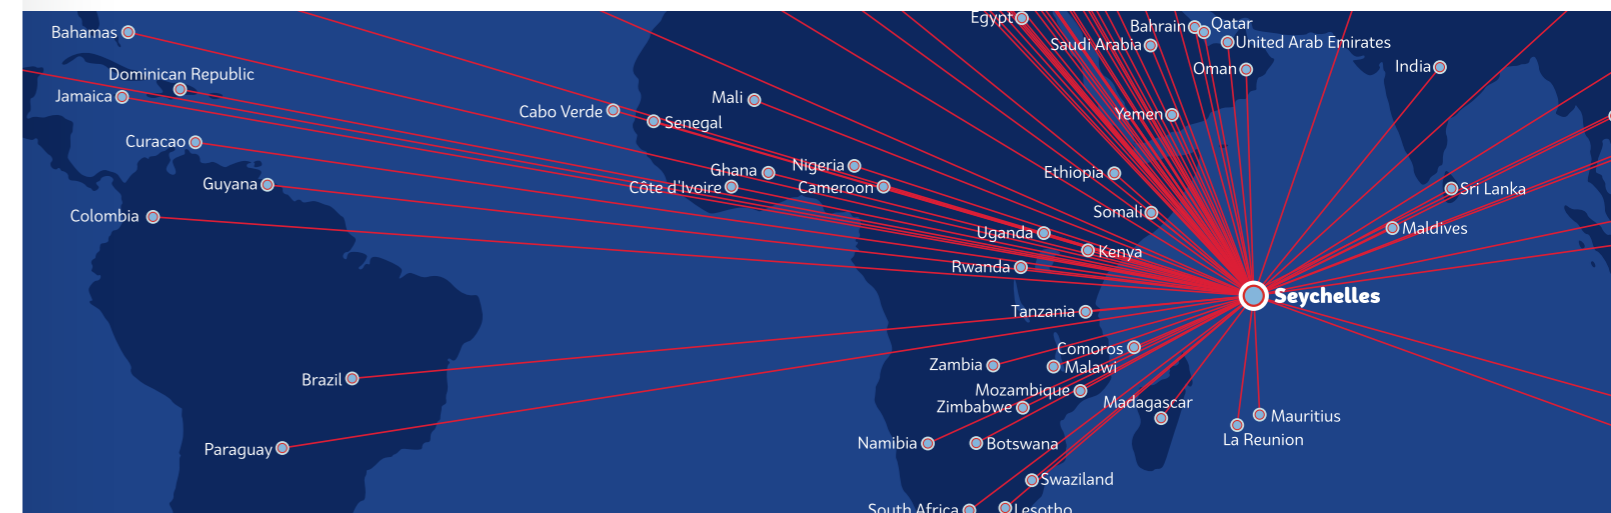 Egypt
Bahrain
Qatar
Bahamas
Saudi Arabia
United Arab Emirates
Oman
India
Dominican Republic
Jamaica
Mali
Cabo Verde
Senegal
Yemen
Curacao
Nigeria
Ghana
Ethiopia
Guyana
Côte d'Ivoire
Cameroon
Sri Lanka
Colombia
Somali
Uganda
Maldives
Kenya
Rwanda
Seychelles
Tanzania
Comoros
Zambia
Malawi
Brazil
Mozambique
Madagascar
Zimbabwe
Mauritius
La Reunion
Namibia
Botswana
Paraguay
Swaziland
South Africa
Lesotho